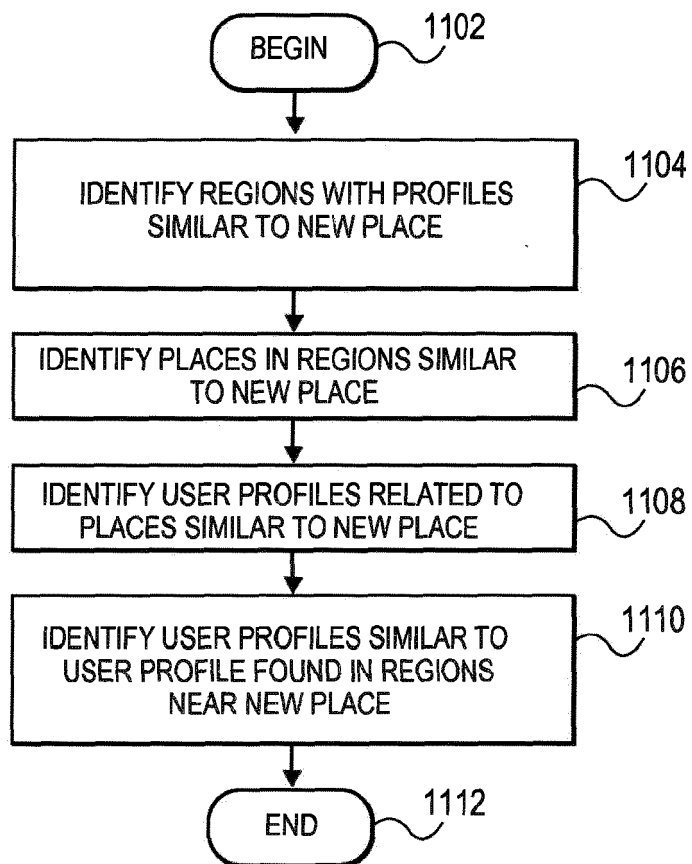 BEGIN
1102
IDENTIFY REGIONS WITH PROFILES
SIMILAR TO NEW PLACE
1104
IDENTIFY PLACES IN REGIONS SIMILAR
TO NEW PLACE
1106
IDENTIFY USER PROFILES RELATED TO
PLACES SIMILAR TO NEW PLACE
1108
IDENTIFY USER PROFILES SIMILAR TO
USER PROFILE FOUND IN REGIONS
NEAR NEW PLACE
1110
END
1112